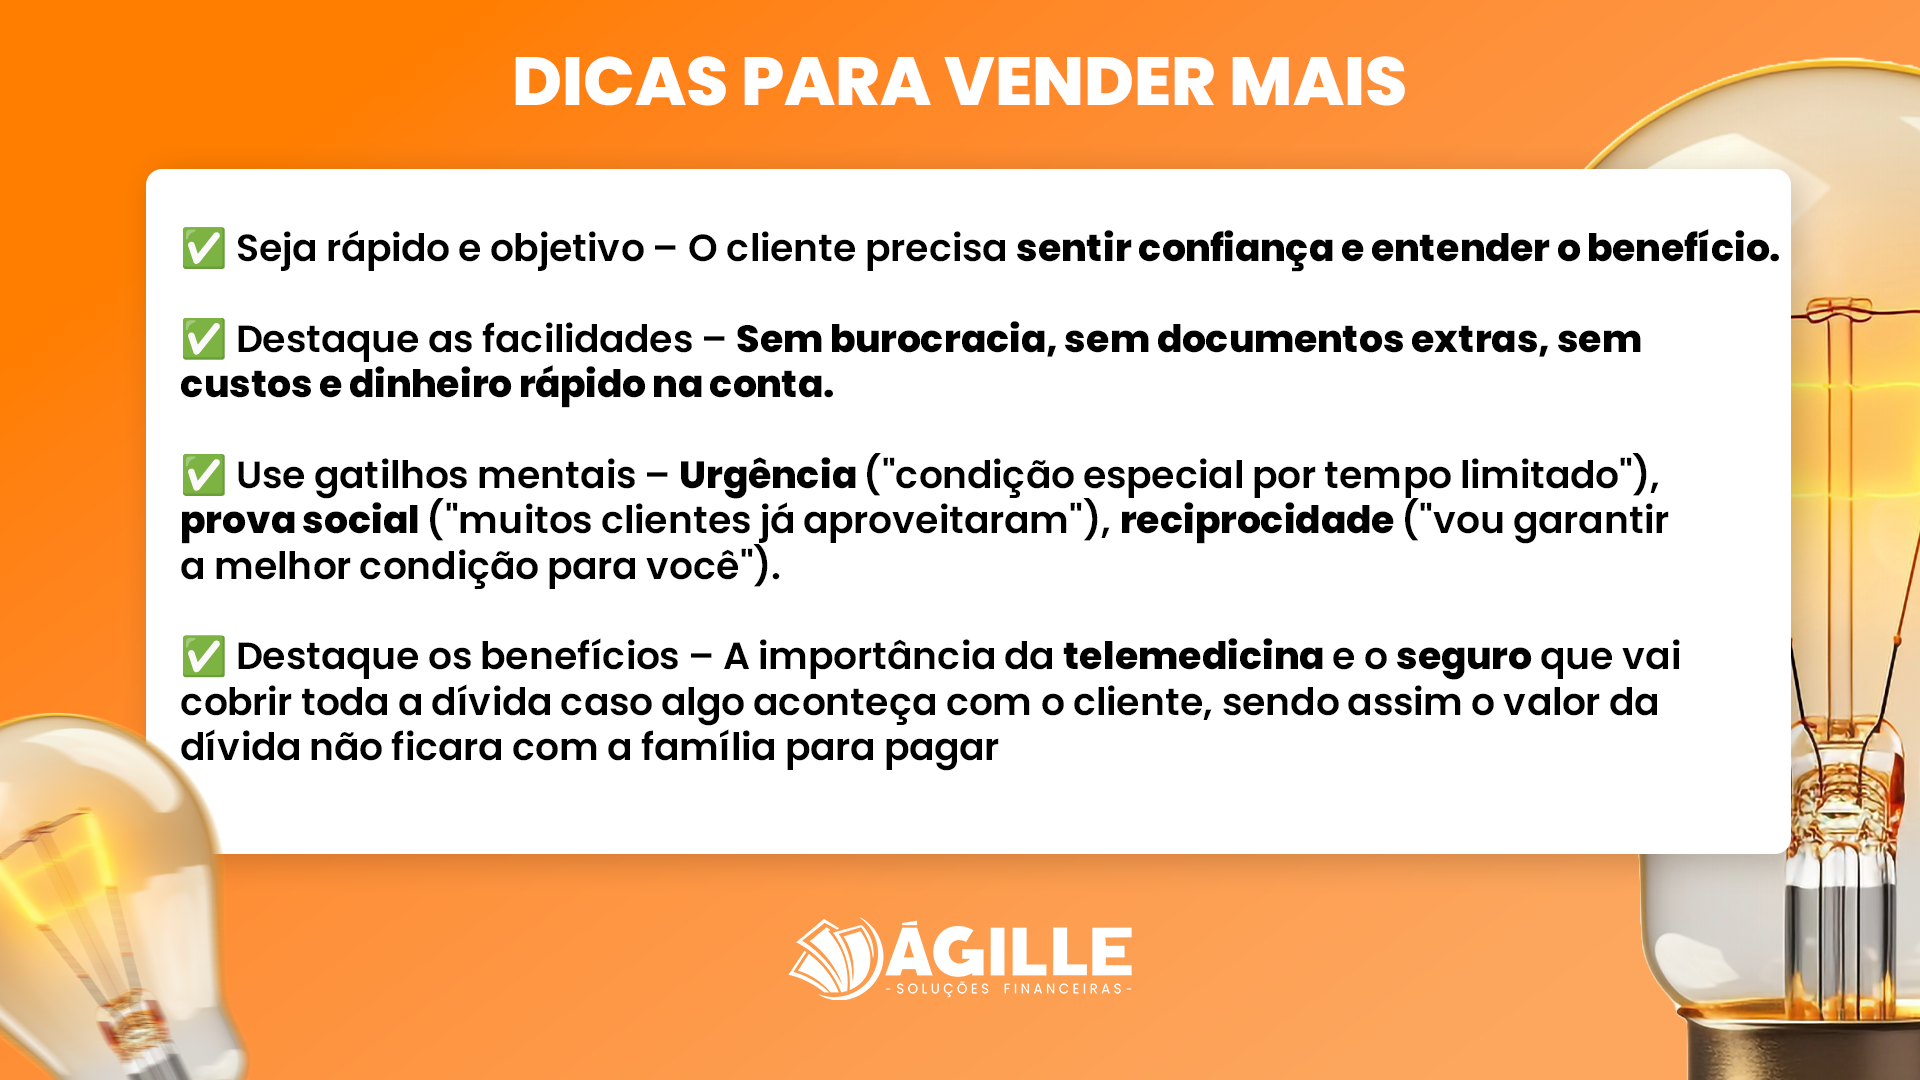 DICAS PARA VENDER MAIS
✅ Seja rápido e objetivo – O cliente precisa sentir confiança e entender o benefício.
✅ Destaque as facilidades – Sem burocracia, sem documentos extras, sem
custos e dinheiro rápido na conta.
✅ Use gatilhos mentais – Urgência ("condição especial por tempo limitado"),
prova social ("muitos clientes já aproveitaram"), reciprocidade ("vou garantir
a melhor condição para você").
✅ Destaque os benefícios – A importância da telemedicina e o seguro que vai
cobrir toda a dívida caso algo aconteça com o cliente, sendo assim o valor da
dívida não ficara com a família para pagar
ÁGILLE
-SOLUÇÕES FINANCEIRAS-